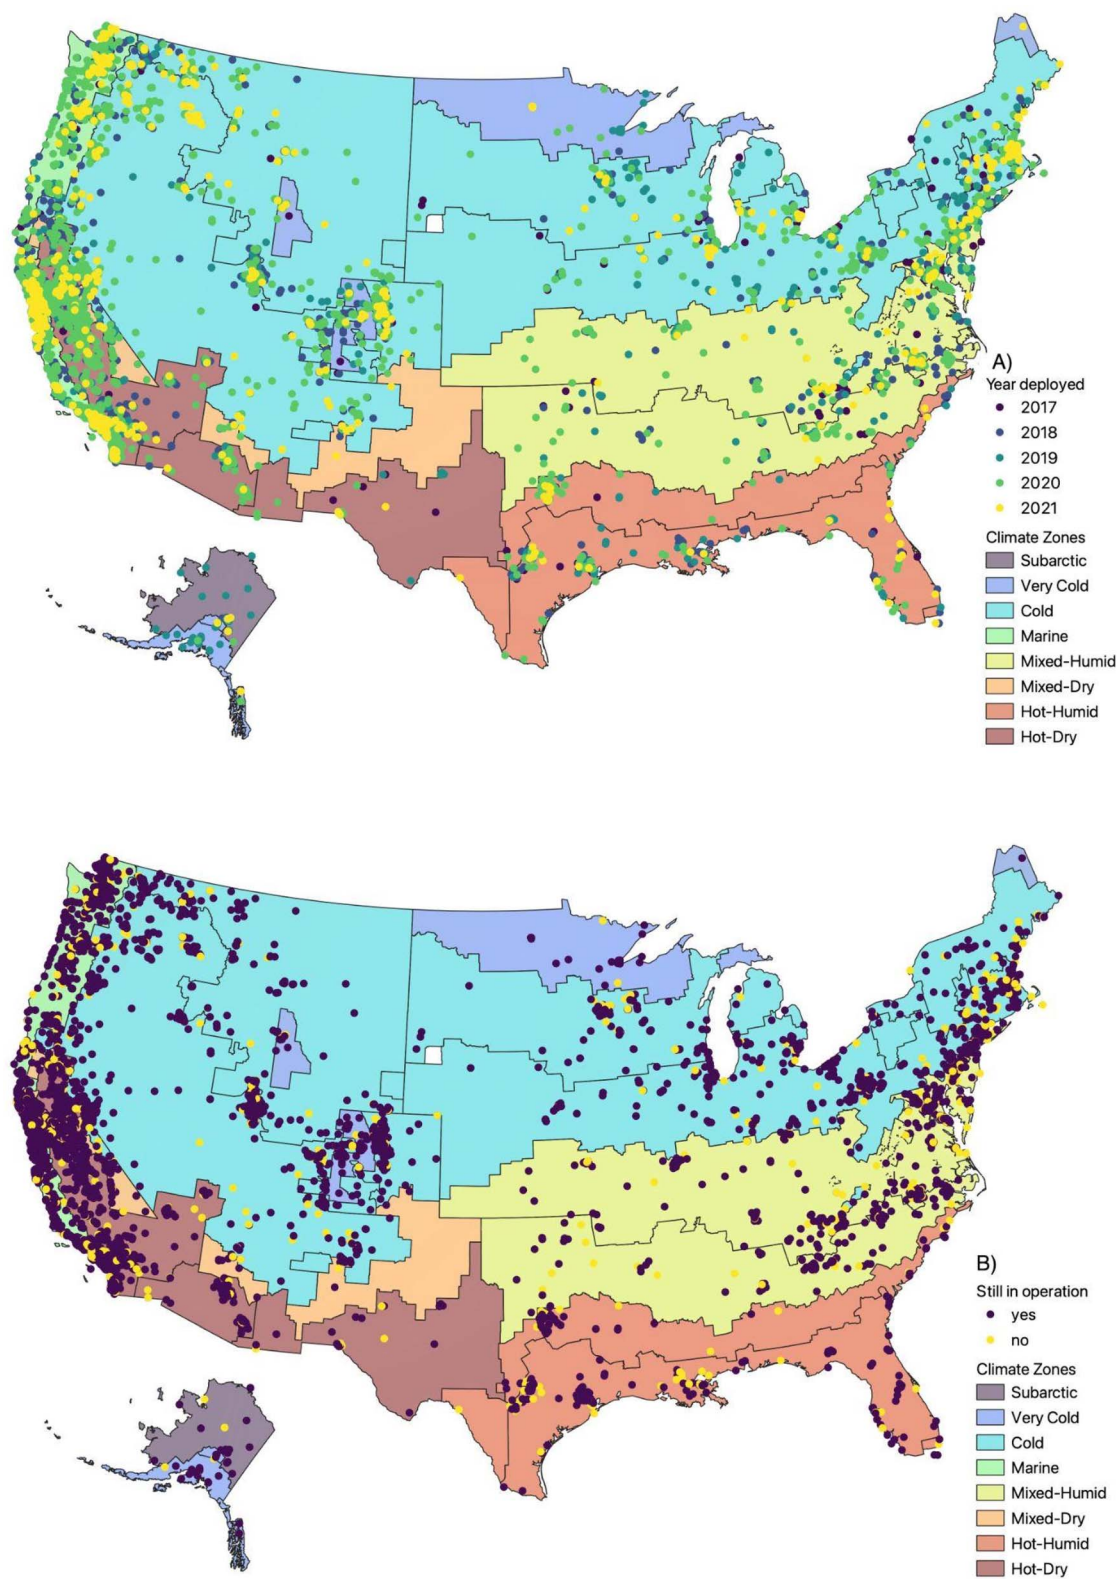 A)
Year deployed
2017
2018
2019
2020
2021
Climate Zones
Subarctic
Very Cold
Cold
Marine
Mixed-Humid
Mixed-Dry
Hot-Humid
Hot-Dry
B)
Still in operation
yes
no
Climate Zones
Subarctic
Very Cold
Cold
Marine
Mixed-Humid
Mixed-Dry
Hot-Humid
Hot-Dry